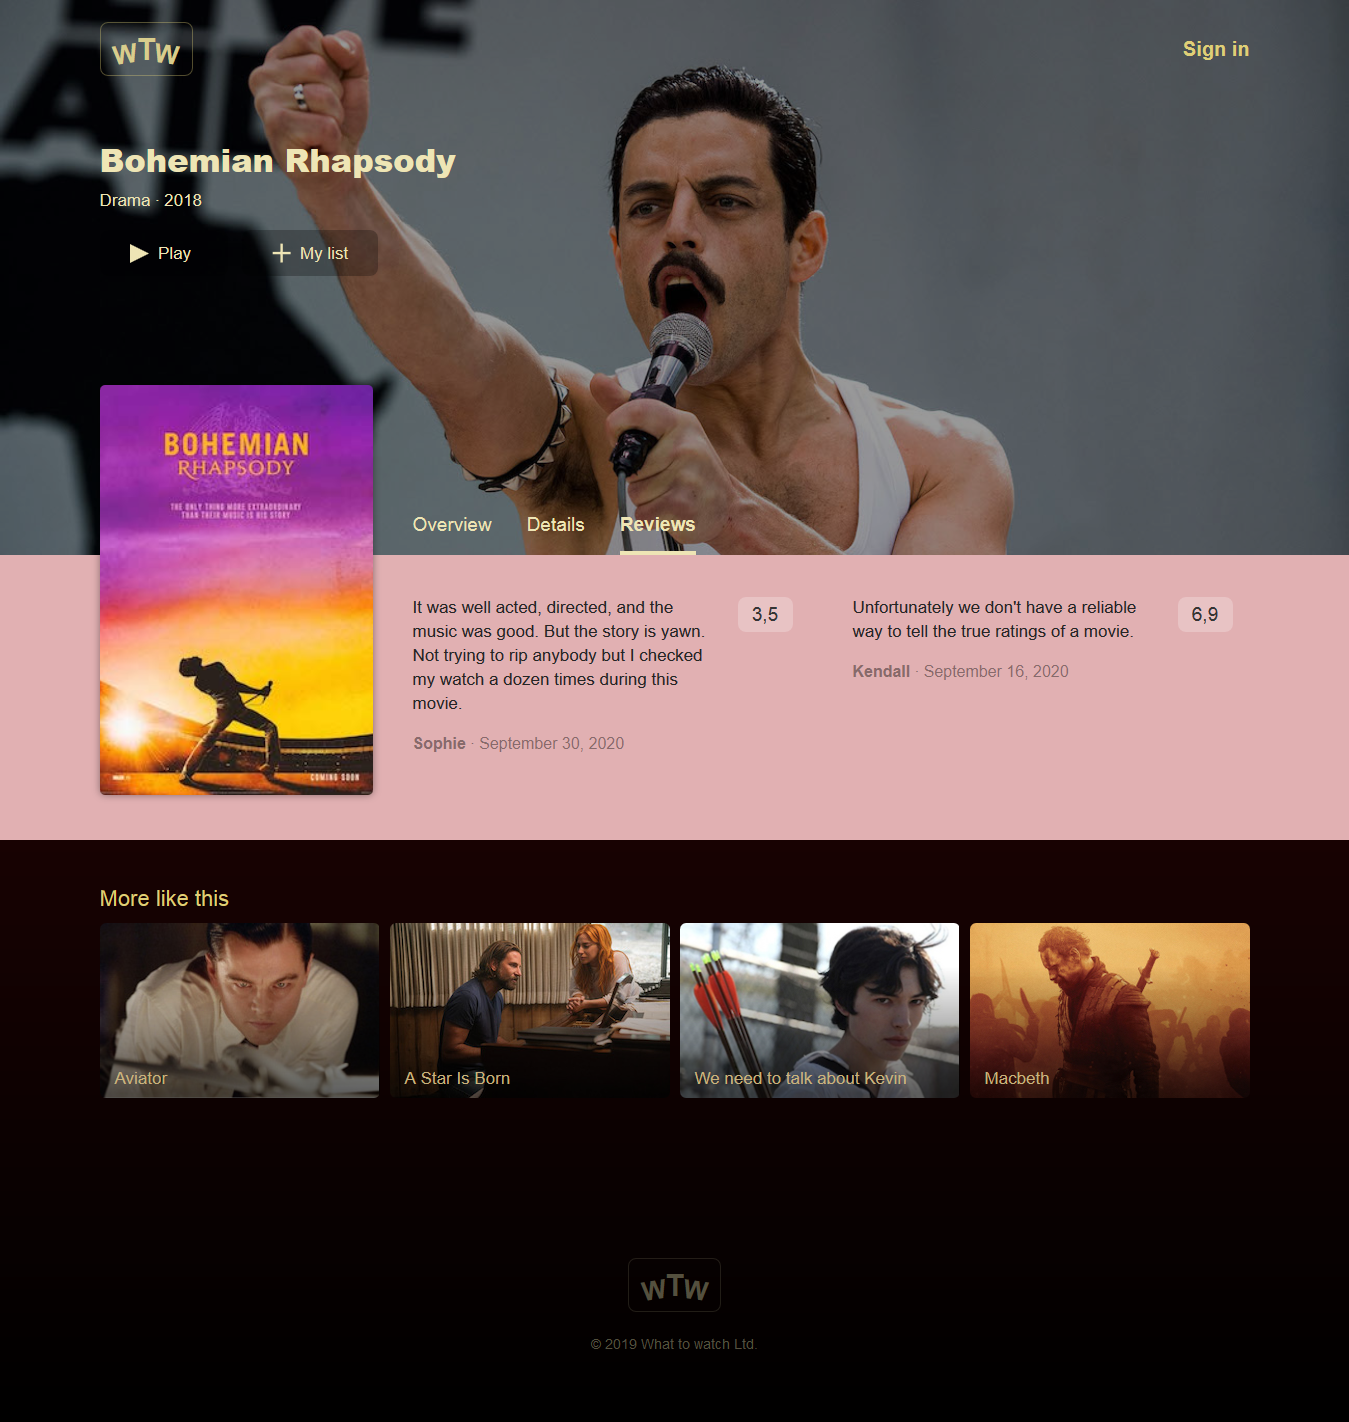 WTW
Sign in
Bohemian Rhapsody
Drama · 2018
Play
My list
BOHEMIAN
RHAPSODY
THE ONLY THING MORE EXTRAORDINARY
THAN THEIR MUSIC IS HIS STORY
COMING SOON
Overview
Details
Reviews
It was well acted, directed, and the
music was good. But the story is yawn.
Not trying to rip anybody but I checked
my watch a dozen times during this
movie.
Sophie · September 30, 2020
3,5
Unfortunately we don't have a reliable
way to tell the true ratings of a movie.
Kendall · September 16, 2020
6,9
More like this
Aviator
A Star Is Born
We need to talk about Kevin
Macbeth
WTW
© 2019 What to watch Ltd.